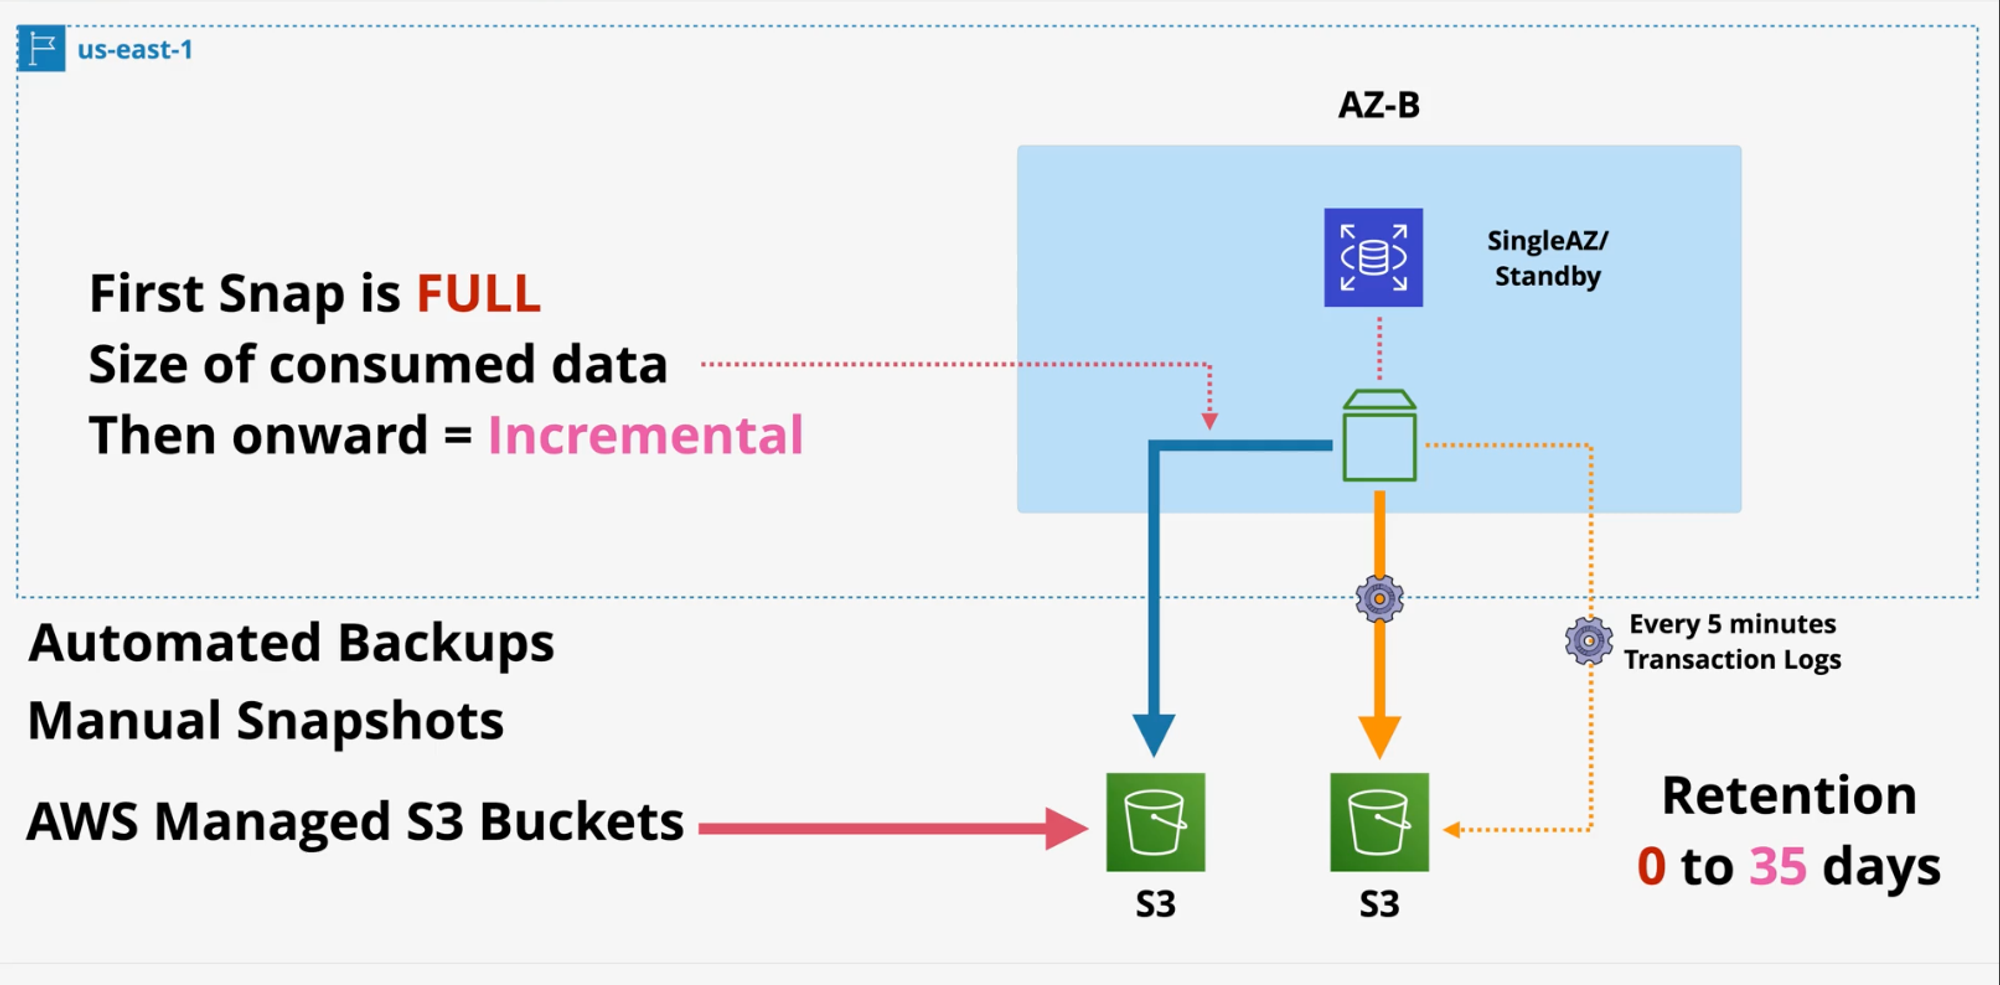 us-east-1
AZ-B
SingleAZ/
Standby
First Snap is FULL
Size of consumed data
Then onward = Incremental
Automated Backups
Manual Snapshots
AWS Managed S3 Buckets
Every 5 minutes
Transaction Logs
S3
S3
Retention
0 to 35 days